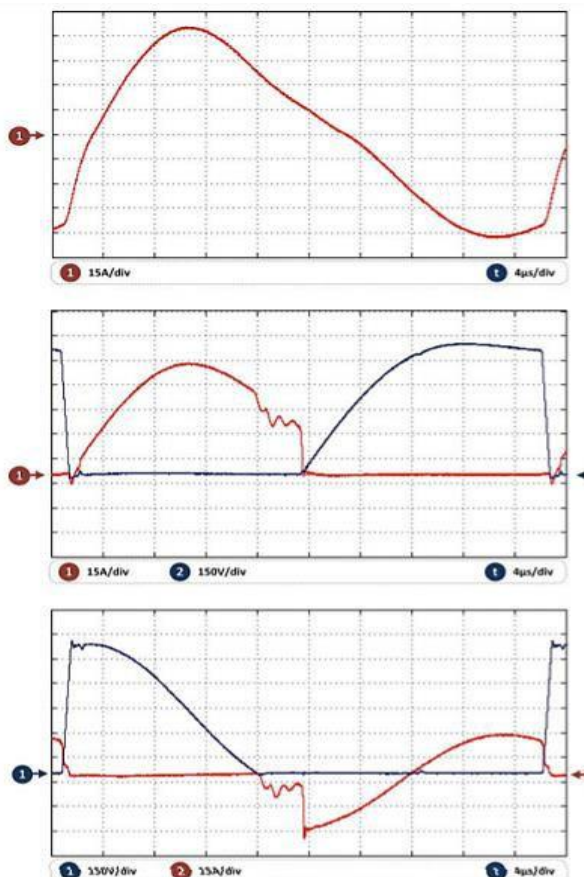 1
1 15A/div t 4µs/div
1
1 15A/div 2 150V/div t 4µs/div
1
1 150V/div 2 15A/div t 4µs/div